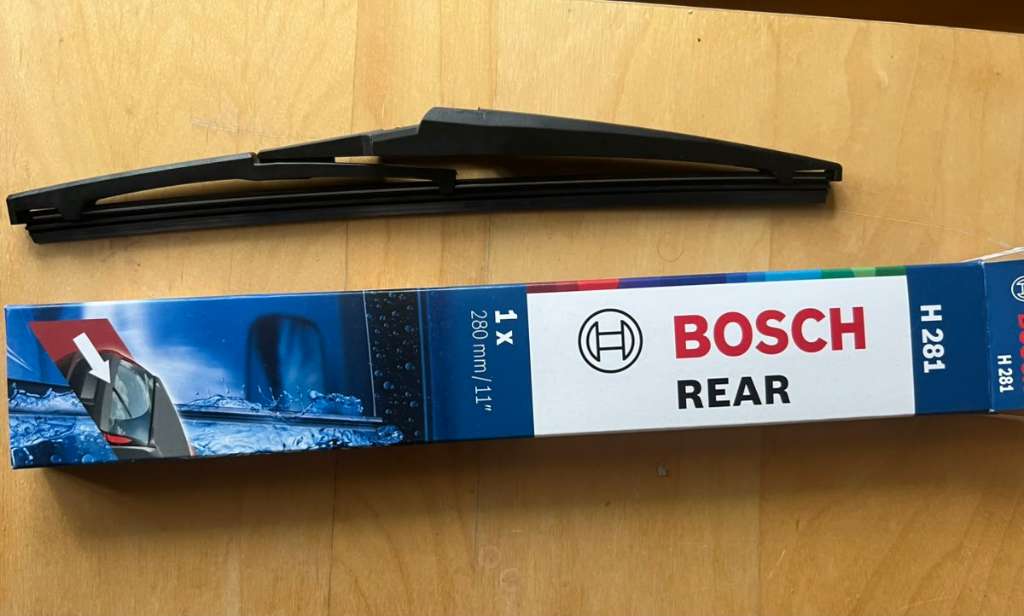 1 x
280 mm / 11"
BOSCH
REAR
H 281
H 281